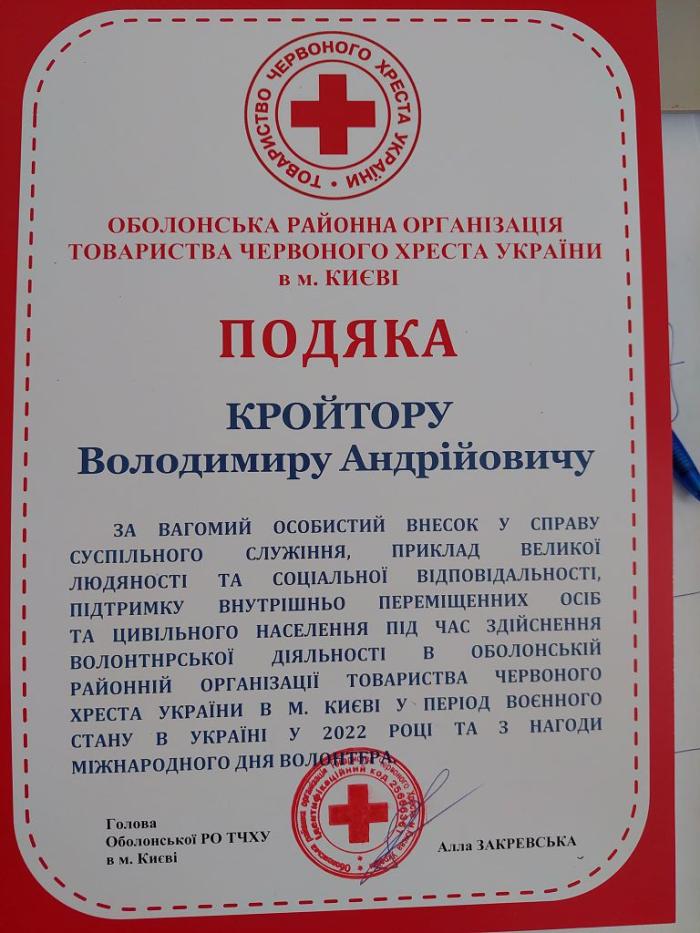 ТОВАРИСТВО ЧЕРВОНОГО ХРЕСТА УКРАЇНИ •
ОБОЛОНСЬКА РАЙОННА ОРГАНІЗАЦІЯ
ТОВАРИСТВА ЧЕРВОНОГО ХРЕСТА УКРАЇНИ
в м. КИЄВІ
ПОДЯКА
КРОЙТОРУ
Володимиру Андрійовичу
ЗА ВАГОМИЙ ОСОБИСТИЙ ВНЕСОК У СПРАВУ
СУСПІЛЬНОГО СЛУЖІННЯ, ПРИКЛАД ВЕЛИКОЇ
ЛЮДЯНОСТІ ТА СОЦІАЛЬНОЇ ВІДПОВІДАЛЬНОСТІ,
ПІДТРИМКУ ВНУТРІШНЬО ПЕРЕМІЩЕННИХ ОСІБ
ТА ЦИВІЛЬНОГО НАСЕЛЕННЯ ПІД ЧАС ЗДІЙСНЕННЯ
ВОЛОНТНРСЬКОЇ ДІЯЛЬНОСТІ В ОБОЛОНСЬКІЙ
РАЙОННІЙ ОРГАНІЗАЦІЇ ТОВАРИСТВА ЧЕРВОНОГО
ХРЕСТА УКРАЇНИ В М. КИЄВІ У ПЕРІОД ВОЄННОГО
СТАНУ В УКРАЇНІ У 2022 РОЦІ ТА З НАГОДИ
МІЖНАРОДНОГО ДНЯ ВОЛОНТЕРА.
Ідентифікаційний код
Голова
Оболонської РО ТЧХУ
в м. Києві
Алла ЗАКРЕВСЬКА